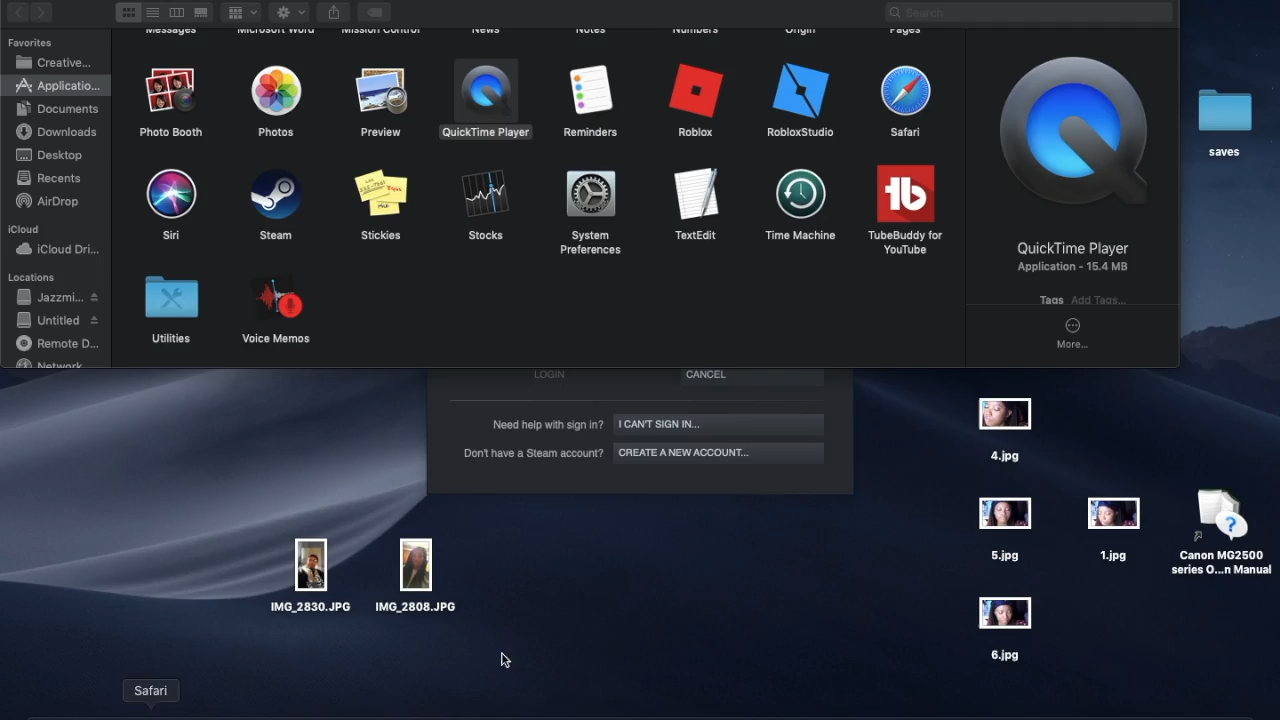 Search
Favorites
Creative...
Applicatio...
Documents
Downloads
Desktop
Recents
AirDrop
iCloud
iCloud Dri...
Locations
Jazzmi...
Untitled
Remote D...
Network
Messages
Microsoft Word
Mission Control
News
Notes
Numbers
Origin
Pages
Photo Booth
Photos
Preview
QuickTime Player
Reminders
Roblox
RobloxStudio
Safari
Siri
Steam
Stickies
Stocks
System
Preferences
TextEdit
Time Machine
TubeBuddy for
YouTube
Utilities
Voice Memos
QuickTime Player
Application - 15.4 MB
Tags Add Tags...
More...
saves
LOGIN
CANCEL
Need help with sign in?
I CAN'T SIGN IN...
Don't have a Steam account?
CREATE A NEW ACCOUNT...
4.jpg
5.jpg
1.jpg
Canon MG2500
series O...n Manual
IMG_2830.JPG
IMG_2808.JPG
6.jpg
Safari